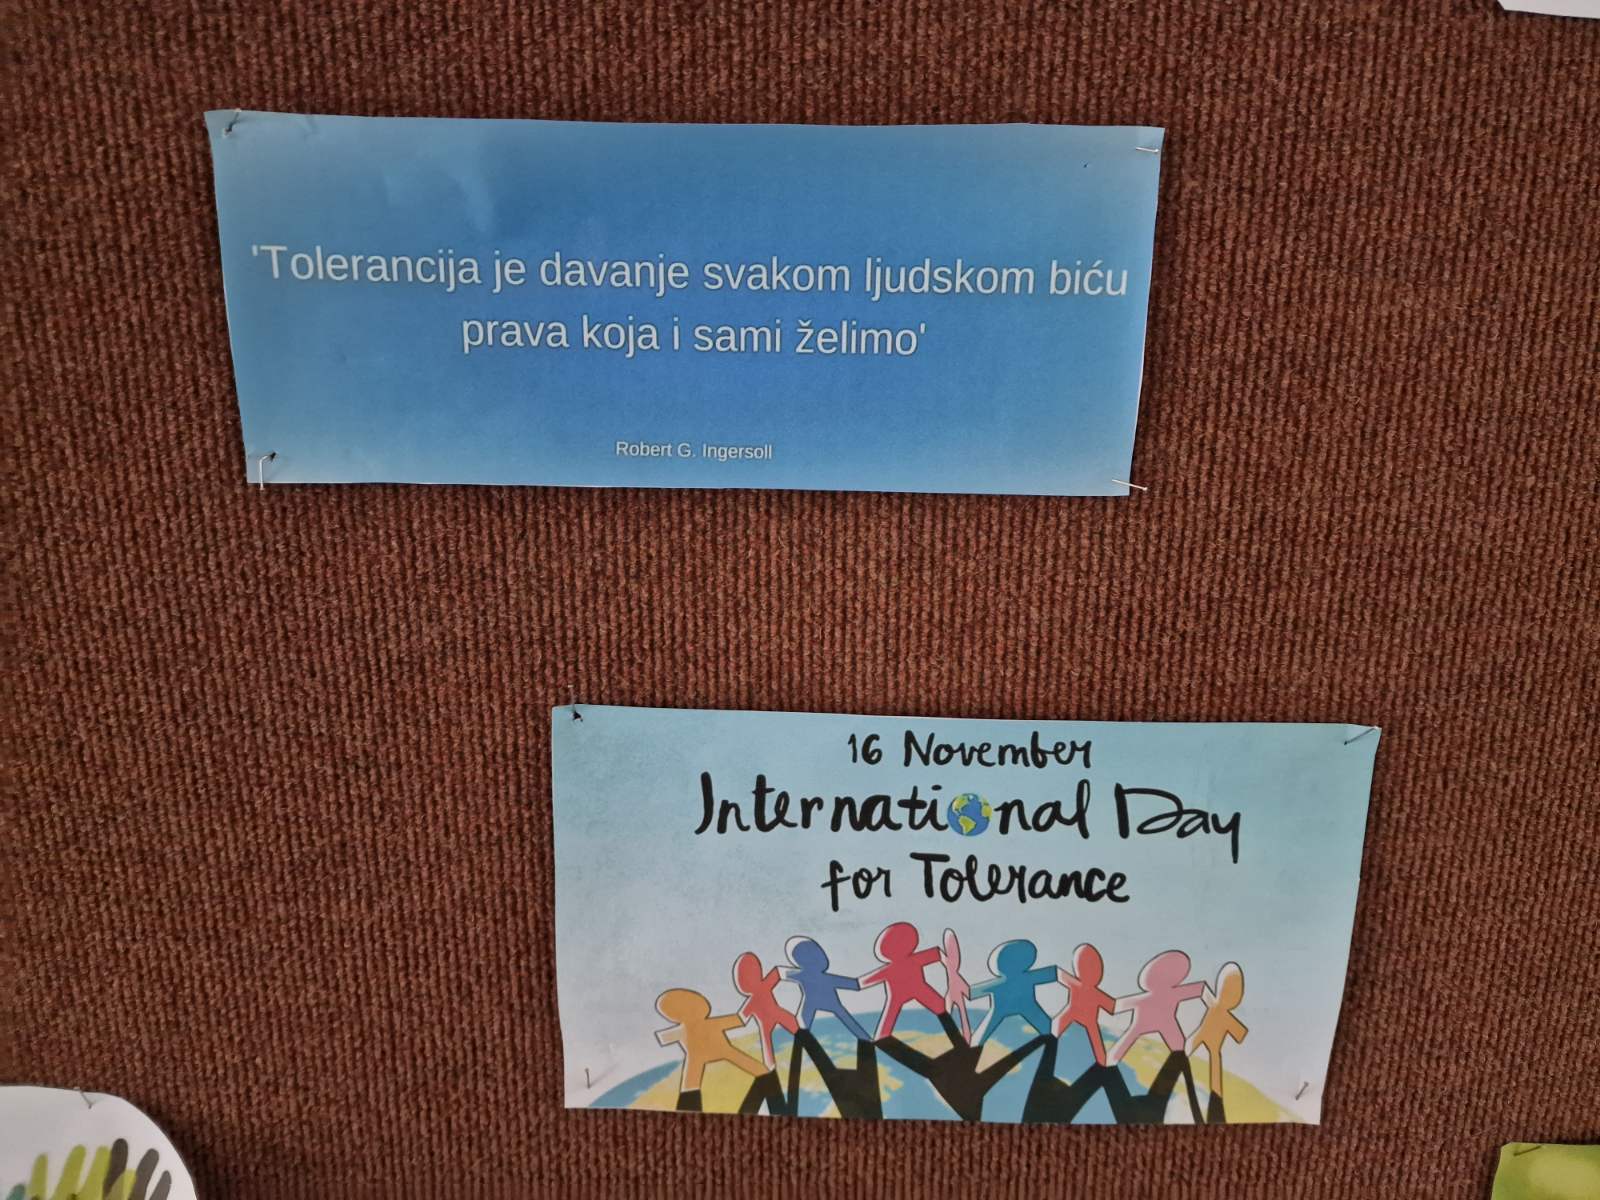 'Tolerancija je davanje svakom ljudskom biću
prava koja i sami želimo'
Robert G. Ingersoll
16 November
International Day
for Tolerance